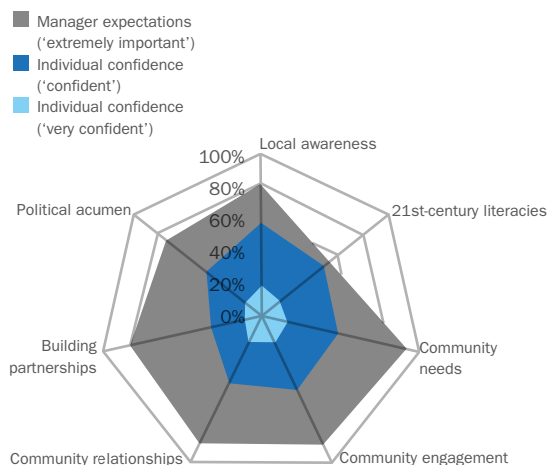 Manager expectations
(‘extremely important’)
Individual confidence
(‘confident’)
Individual confidence
(‘very confident’)
Local awareness
100%
80%
60%
40%
20%
0%
Political acumen
21st-century literacies
Building
partnerships
Community
needs
Community relationships
Community engagement